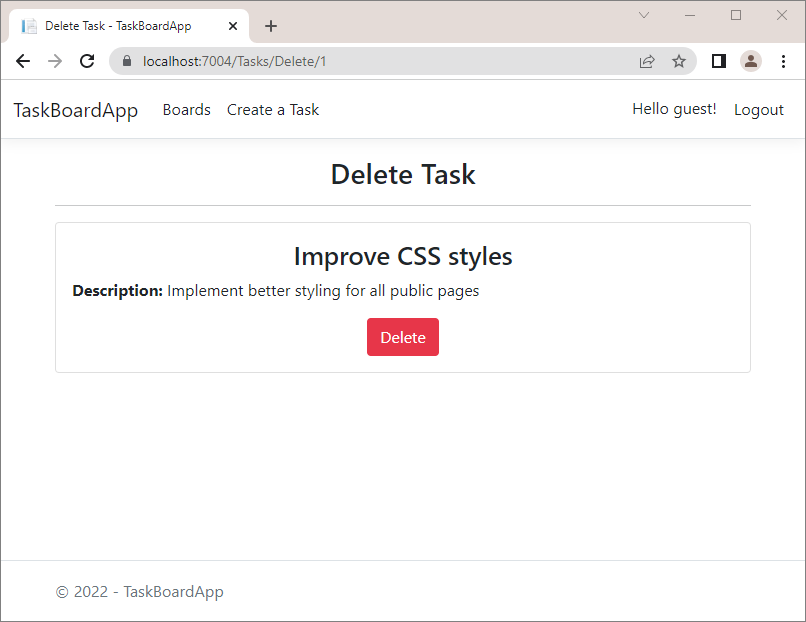 Delete Task - TaskBoardApp
localhost:7004/Tasks/Delete/1
TaskBoardApp Boards Create a Task Hello guest! Logout
Delete Task
Improve CSS styles
Description: Implement better styling for all public pages
Delete
© 2022 - TaskBoardApp